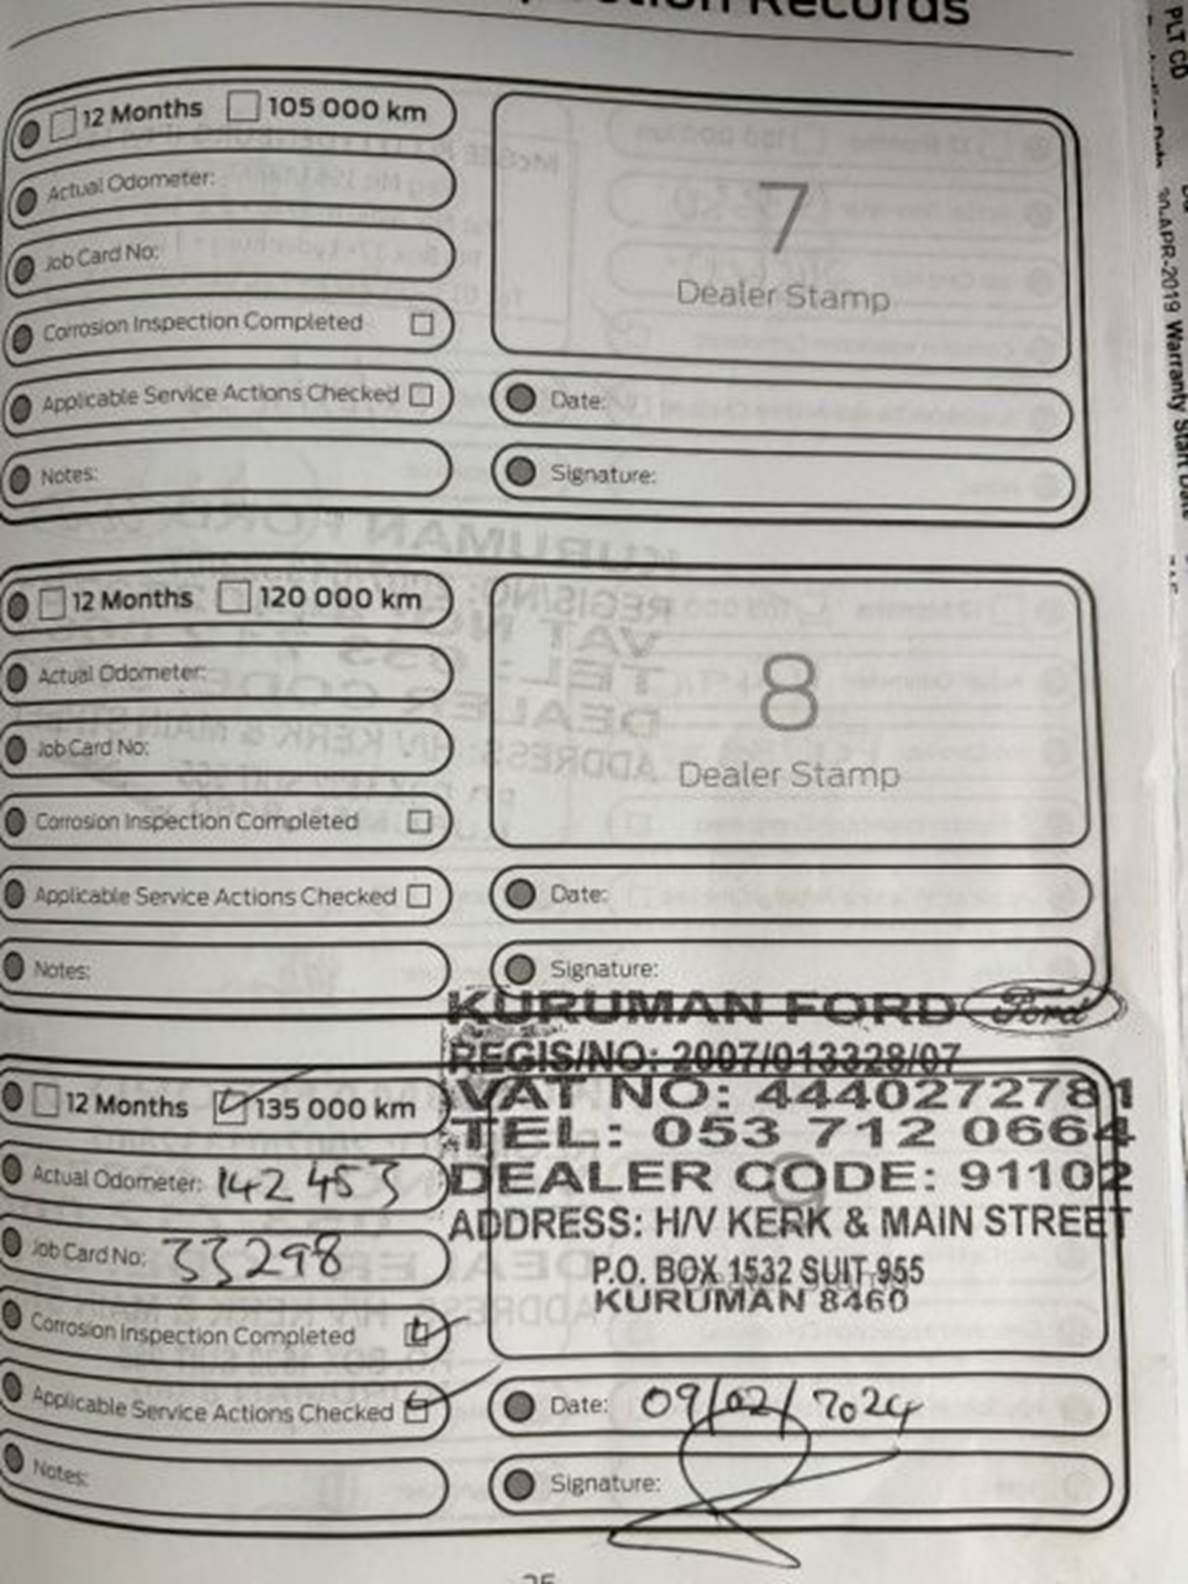 Records
12 Months 105 000 km
Actual Odometer:
Job Card No:
Corrosion Inspection Completed
Applicable Service Actions Checked
Notes:
7
Dealer Stamp
Date:
Signature:
12 Months 120 000 km
Actual Odometer:
Job Card No:
Corrosion Inspection Completed
Applicable Service Actions Checked
Notes:
8
Dealer Stamp
Date:
Signature:
12 Months 135 000 km
Actual Odometer: 142 453
Job Card No: 33298
Corrosion Inspection Completed
Applicable Service Actions Checked
Notes:
KURUMAN FORD Ford
REGIS/NO: 2007/013328/07
VAT NO: 4440272781
TEL: 053 712 0664
DEALER CODE: 91102
9
ADDRESS: H/V KERK & MAIN STREET
P.O. BOX 1532 SUIT 955
KURUMAN 8460
Date: 09/02/2024
Signature:
PLT CD
30-APR-2019 Warranty Start Date